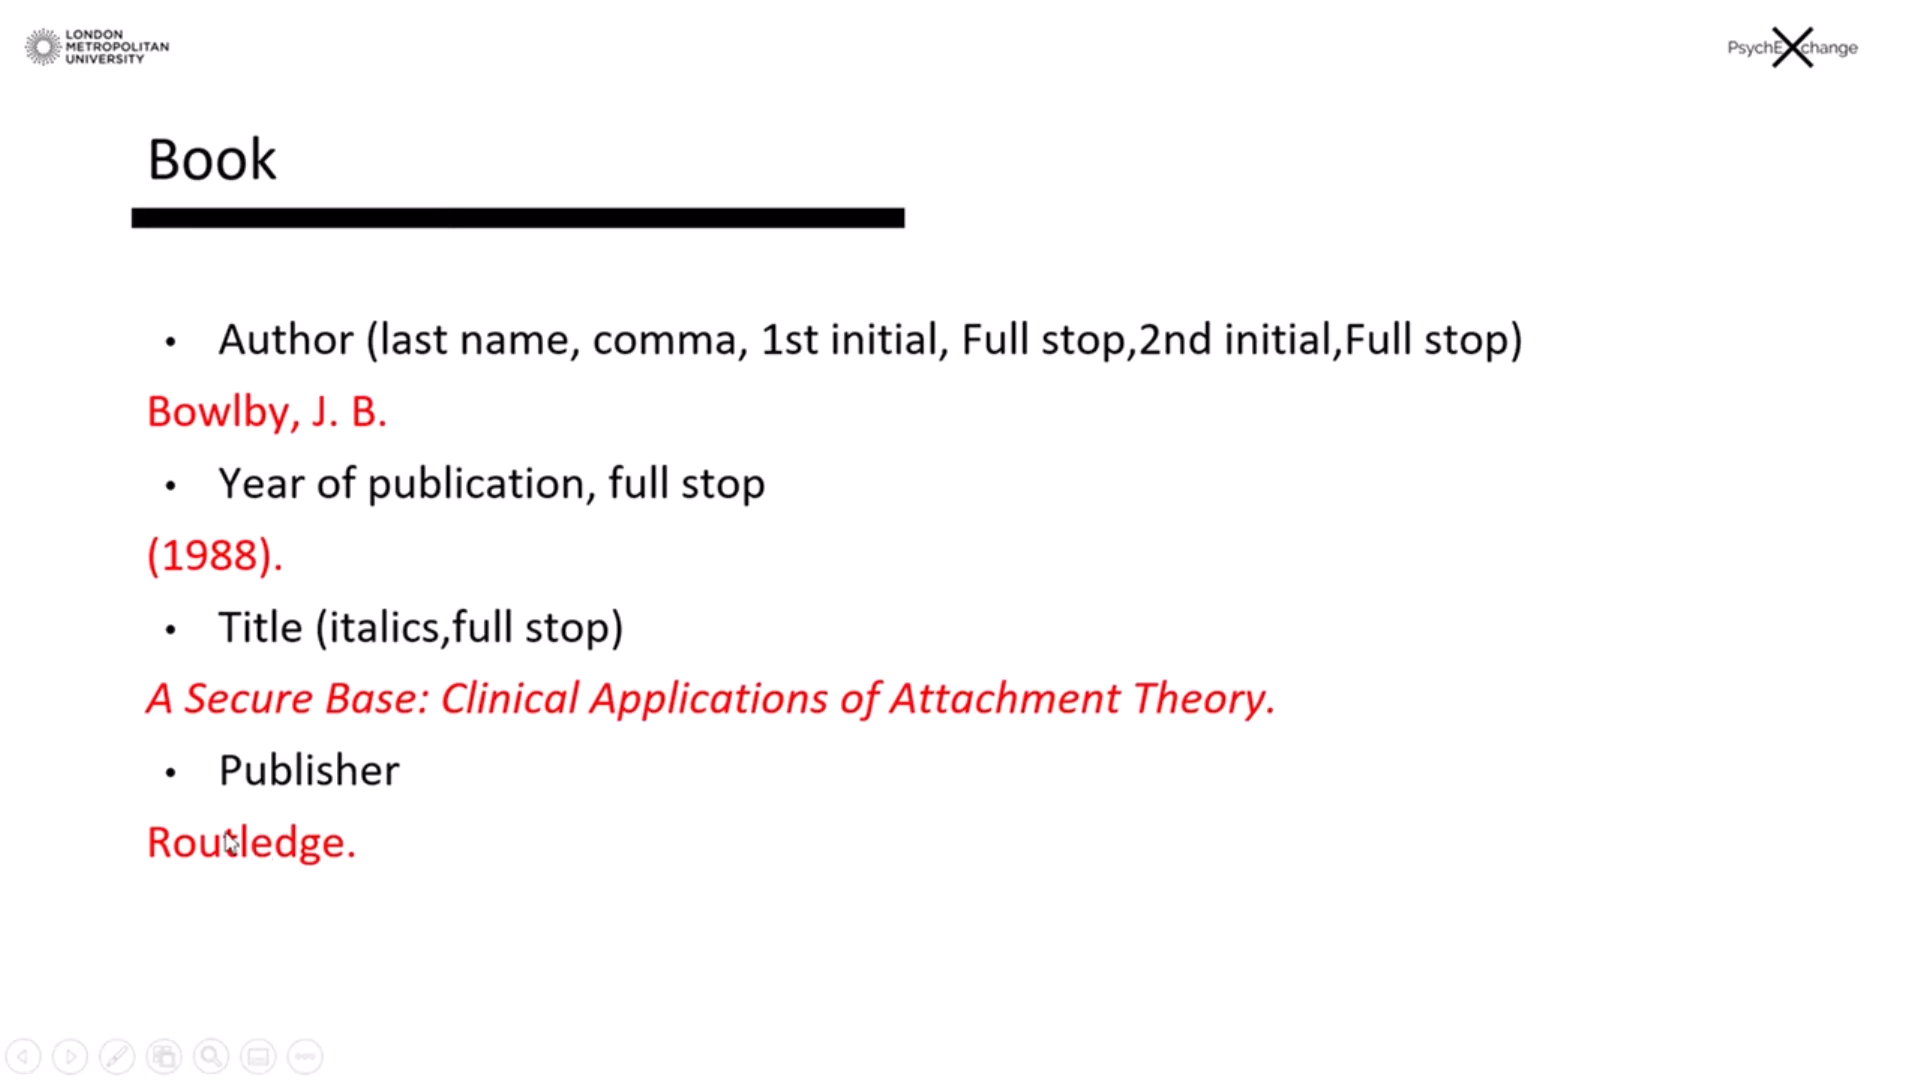 LONDON
METROPOLITAN
UNIVERSITY
PsychEXchange
Book
• Author (last name, comma, 1st initial, Full stop,2nd initial,Full stop)
Bowlby, J. B.
• Year of publication, full stop
(1988).
• Title (italics,full stop)
A Secure Base: Clinical Applications of Attachment Theory.
• Publisher
Routledge.